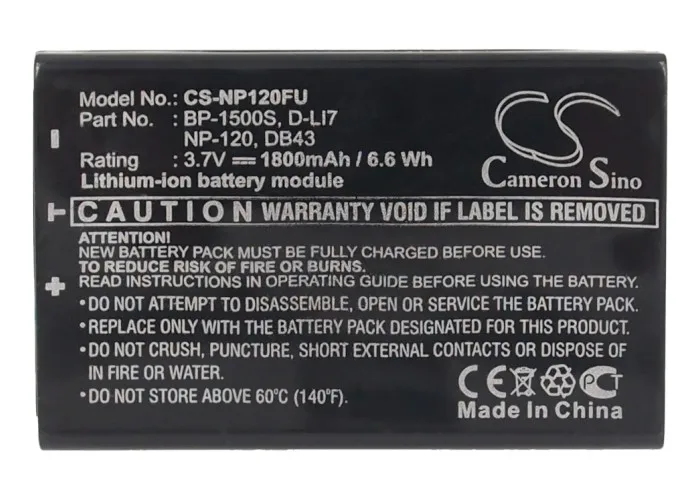 Model No.: CS-NP120FU
Part No. : BP-1500S, D-LI7
NP-120, DB43
Rating : 3.7V 1800mAh / 6.6 Wh
Lithium-ion battery module
CS
Cameron Sino
CAUTION WARRANTY VOID IF LABEL IS REMOVED
ATTENTION!
NEW BATTERY PACK MUST BE FULLY CHARGED BEFORE USE.
TO REDUCE RISK OF FIRE OR BURNS.
READ INSTRUCTIONS IN OPERATING GUIDE BEFORE USING BATTERY.
•DO NOT ATTEMPT TO DISASSEMBLE, OPEN OR SERVICE THE BATTERY PACK.
•REPLACE ONLY WITH THE BATTERY PACK DESIGNATED FOR THIS PRODUCT.
•DO NOT CRUSH, PUNCTURE, SHORT EXTERNAL CONTACTS OR DISPOSE
IN FIRE OR WATER.
•DO NOT STORE ABOVE 60°C (140°F).
CE PCT
Made In China
− T +